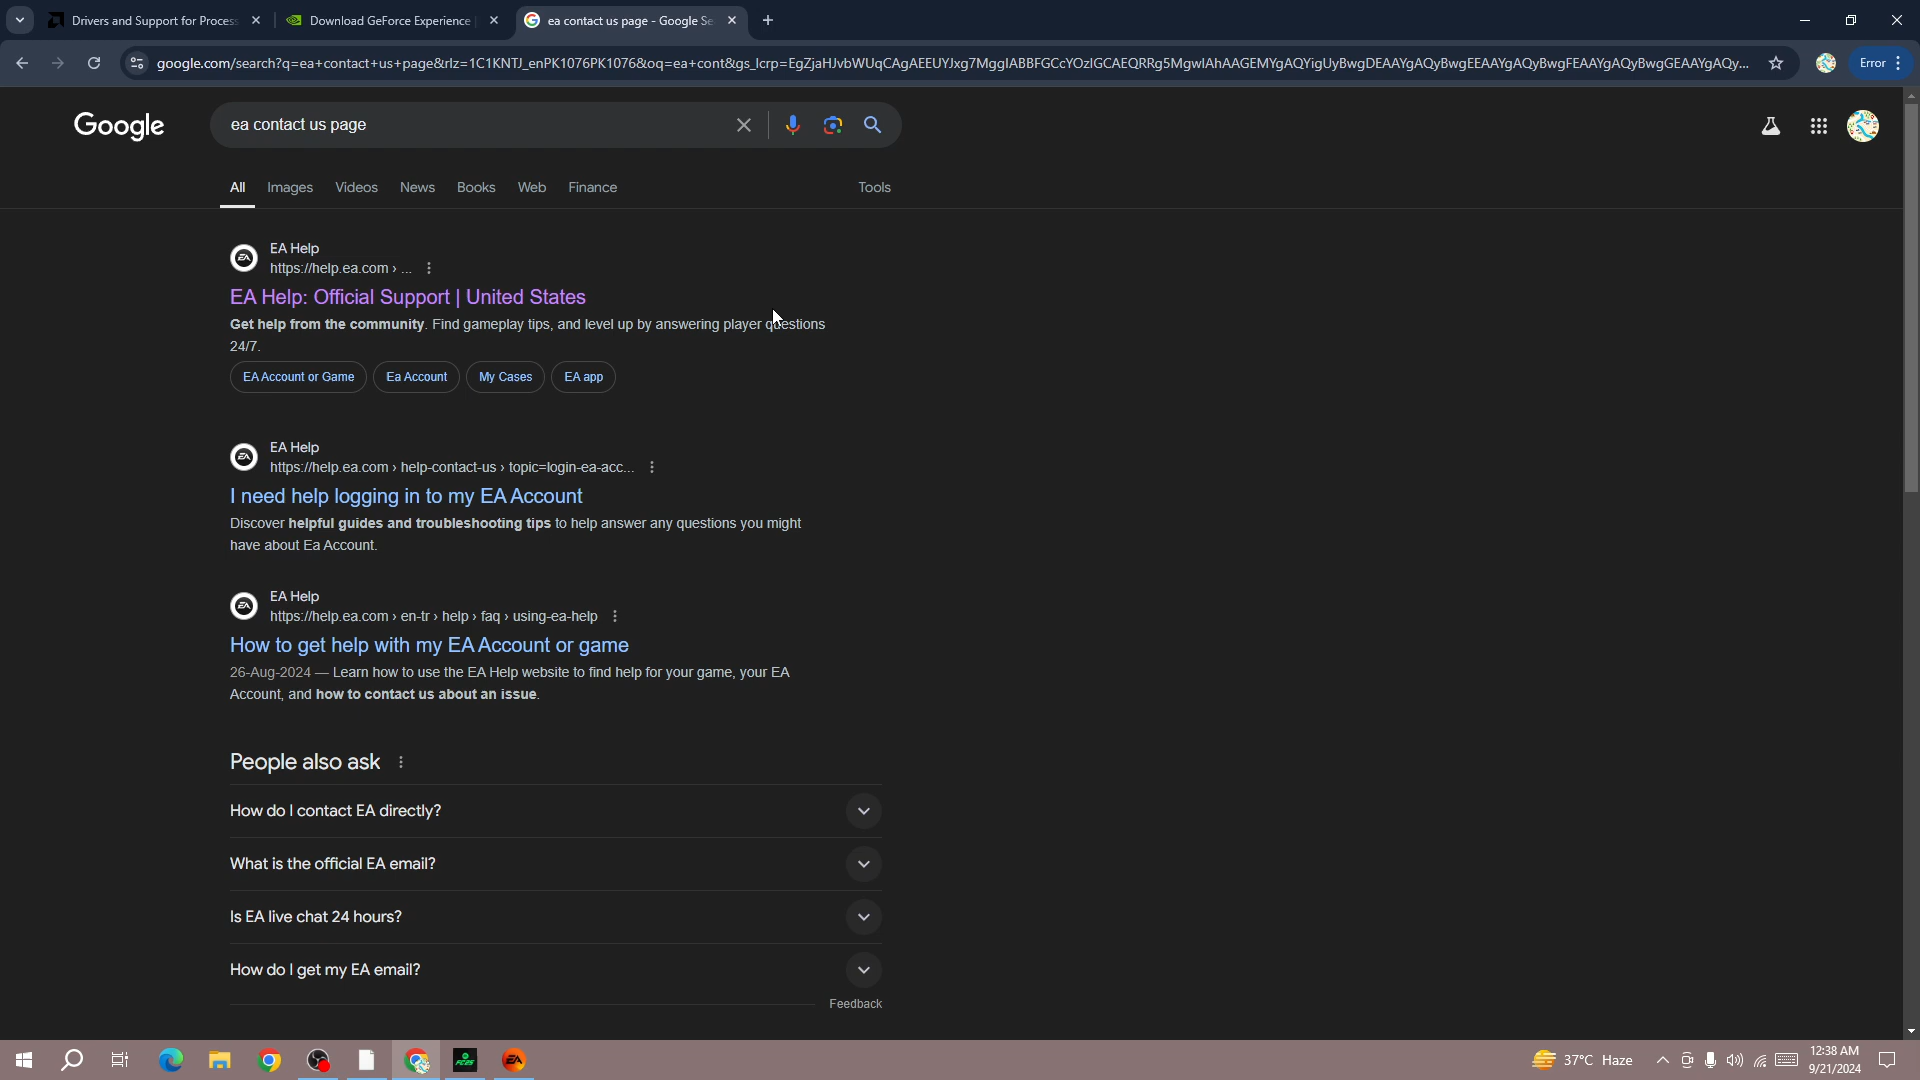 Drivers and Support for Process
Download GeForce Experience
ea contact us page - Google Se
google.com/search?q=ea+contact+us+page&rlz=1C1KNTJ_enPK1076PK1076&oq=ea+cont&gs_lcrp=EgZjaHJvbWUqCAgAEEUYJxg7MggIABBFGCcYOzIGCAEQRRg5MgwIAhAAGEMYgAQYigUyBwgDEAAYgAQyBwgEEAAYgAQyBwgFEAAYgAQyBwgGEAAYgAQy...
Error
Google
ea contact us page
All Images Videos News Books Web Finance Tools
EA Help
https://help.ea.com › ...
EA Help: Official Support | United States
Get help from the community. Find gameplay tips, and level up by answering player questions
24/7.
EA Account or Game Ea Account My Cases EA app
EA Help
https://help.ea.com › help-contact-us › topic=login-ea-acc...
I need help logging in to my EA Account
Discover helpful guides and troubleshooting tips to help answer any questions you might
have about Ea Account.
EA Help
https://help.ea.com › en-tr › help › faq › using-ea-help
How to get help with my EA Account or game
26-Aug-2024 — Learn how to use the EA Help website to find help for your game, your EA
Account, and how to contact us about an issue.
People also ask
How do I contact EA directly?
What is the official EA email?
Is EA live chat 24 hours?
How do I get my EA email?
Feedback
37°C Haze
12:38 AM
9/21/2024